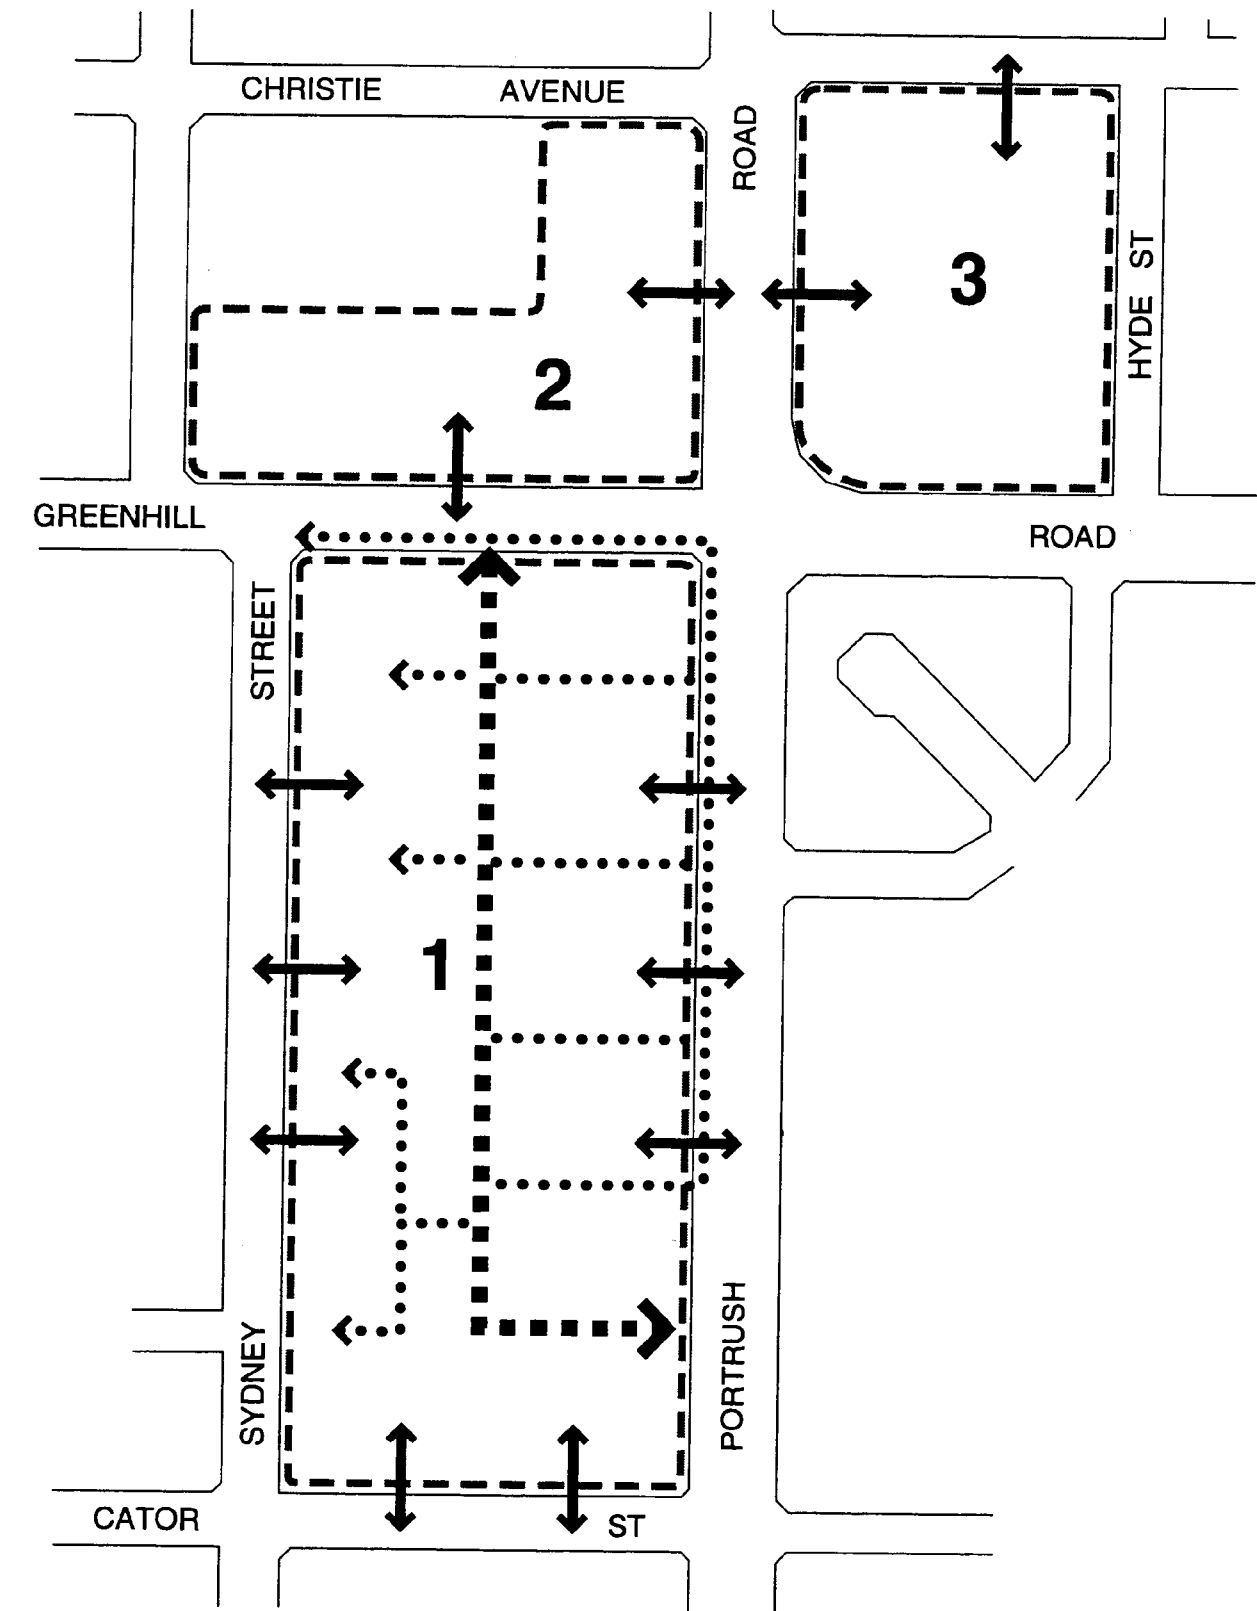 CHRISTIE AVENUE
ROAD
3
HYDE ST
2
GREENHILL ROAD
STREET
1
SYDNEY
PORTRUSH
CATOR ST